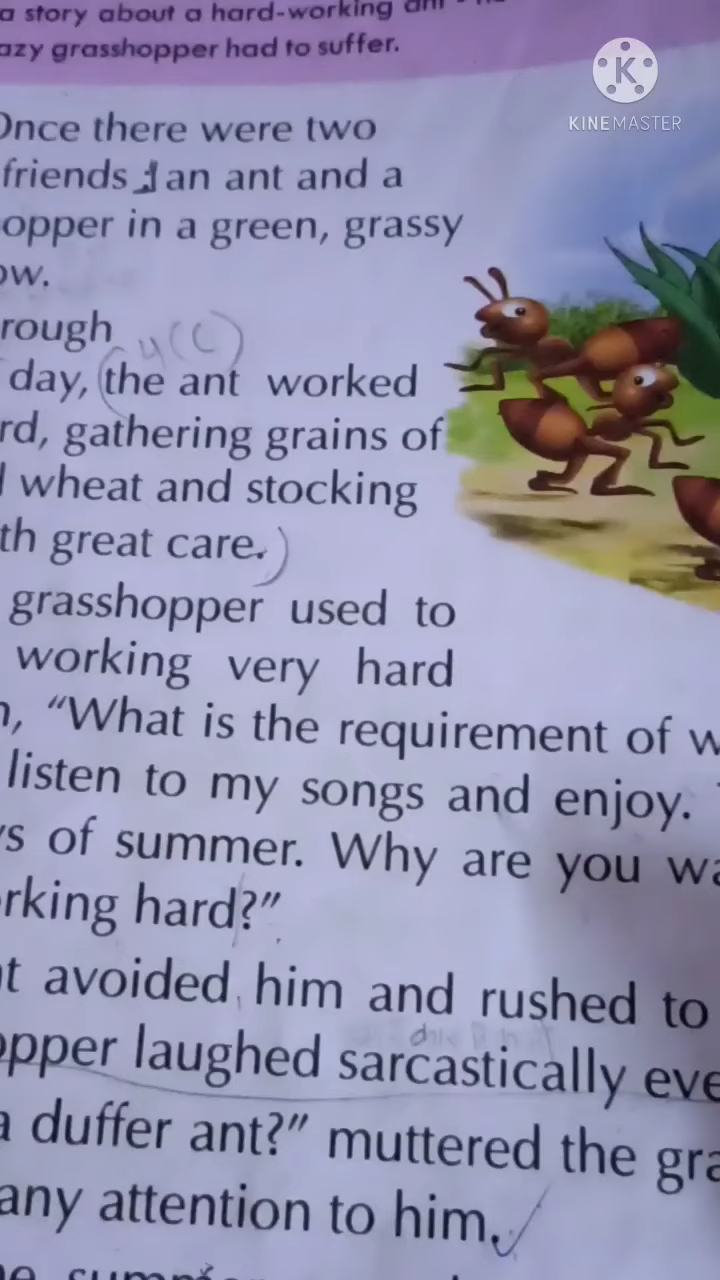 a story about a hard-working
azy grasshopper had to suffer.
KINEMASTER
Once there were two
friends an ant and a
opper in a green, grassy
ow.
rough
day, the ant worked
rd, gathering grains of
wheat and stocking
th great care.
grasshopper used to
working very hard
, "What is the requirement of w
listen to my songs and enjoy.
s of summer. Why are you wa
rking hard?"
t avoided him and rushed to
opper laughed sarcastically eve
a duffer ant?" muttered the gra
any attention to him.